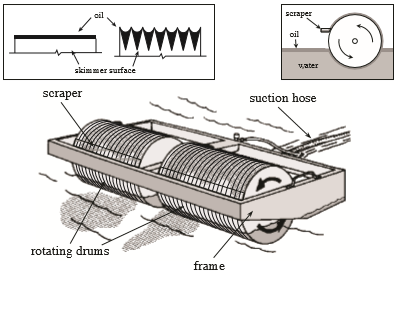 oil
skimmer surface
scraper
oil
water
scraper
suction hose
rotating drums
frame